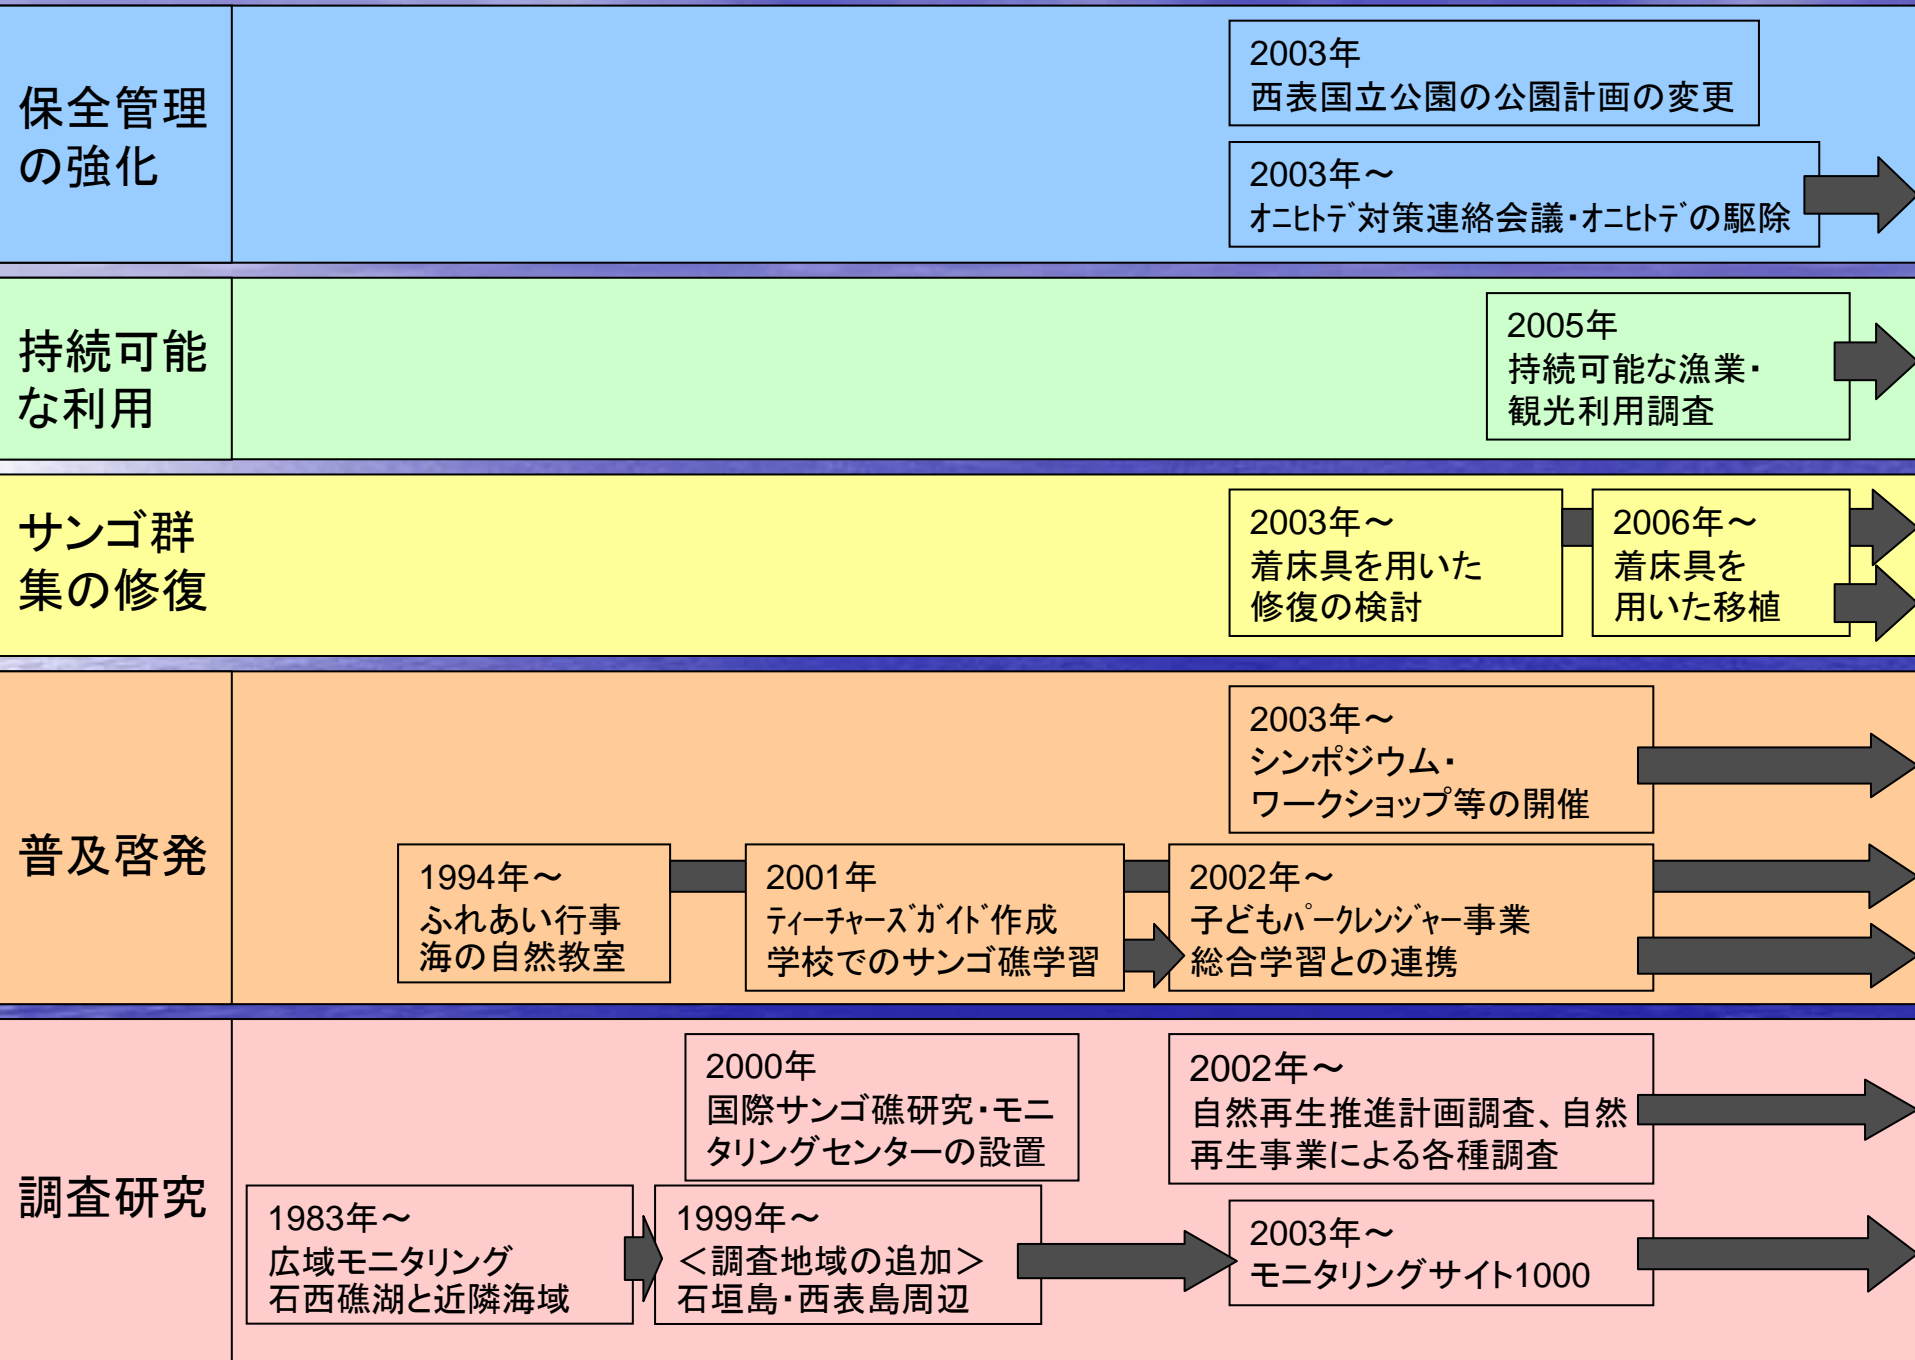 保全管理
の強化
2003年
西表国立公園の公園計画の変更
2003年～
ｵﾆﾋﾄﾃﾞ対策連絡会議・ｵﾆﾋﾄﾃﾞの駆除
持続可能
な利用
2005年
持続可能な漁業・
観光利用調査
サンゴ群
集の修復
2003年～
着床具を用いた
修復の検討
2006年～
着床具を
用いた移植
普及啓発
2003年～
シンポジウム・
ワークショップ等の開催
1994年～
ふれあい行事
海の自然教室
2001年
ﾃｨｰﾁｬｰｽﾞｶﾞｲﾄﾞ作成
学校でのサンゴ礁学習
2002年～
子どもﾊﾟｰｸﾚﾝｼﾞｬｰ事業
総合学習との連携
調査研究
2000年
国際サンゴ礁研究・モニ
タリングセンターの設置
2002年～
自然再生推進計画調査、自然
再生事業による各種調査
1983年～
広域モニタリング
石西礁湖と近隣海域
1999年～
＜調査地域の追加＞
石垣島・西表島周辺
2003年～
モニタリングサイト1000